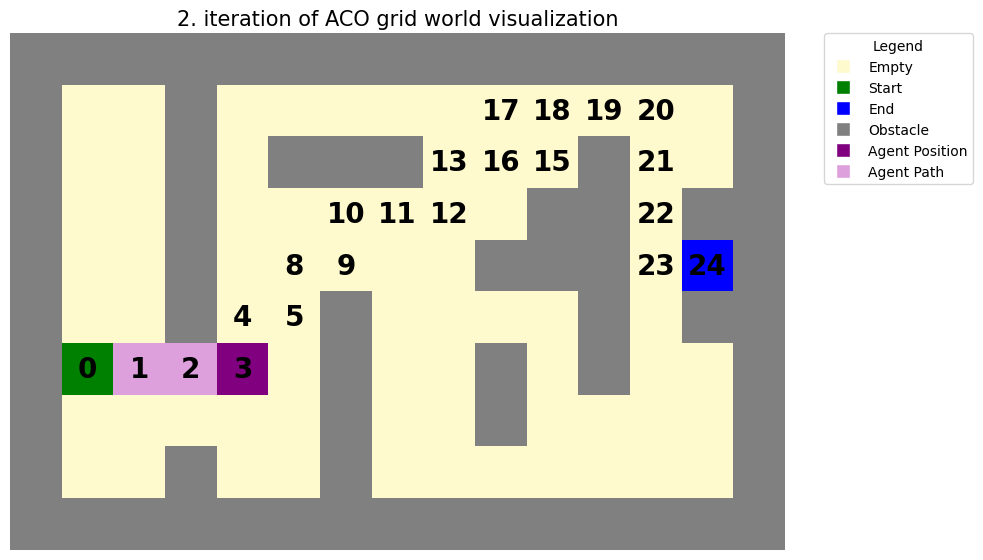 2. iteration of ACO grid world visualization
17 18 19 20
13 16 15 21
10 11 12 22
8 9 23 24
4 5
0 1 2 3
Legend
Empty
Start
End
Obstacle
Agent Position
Agent Path